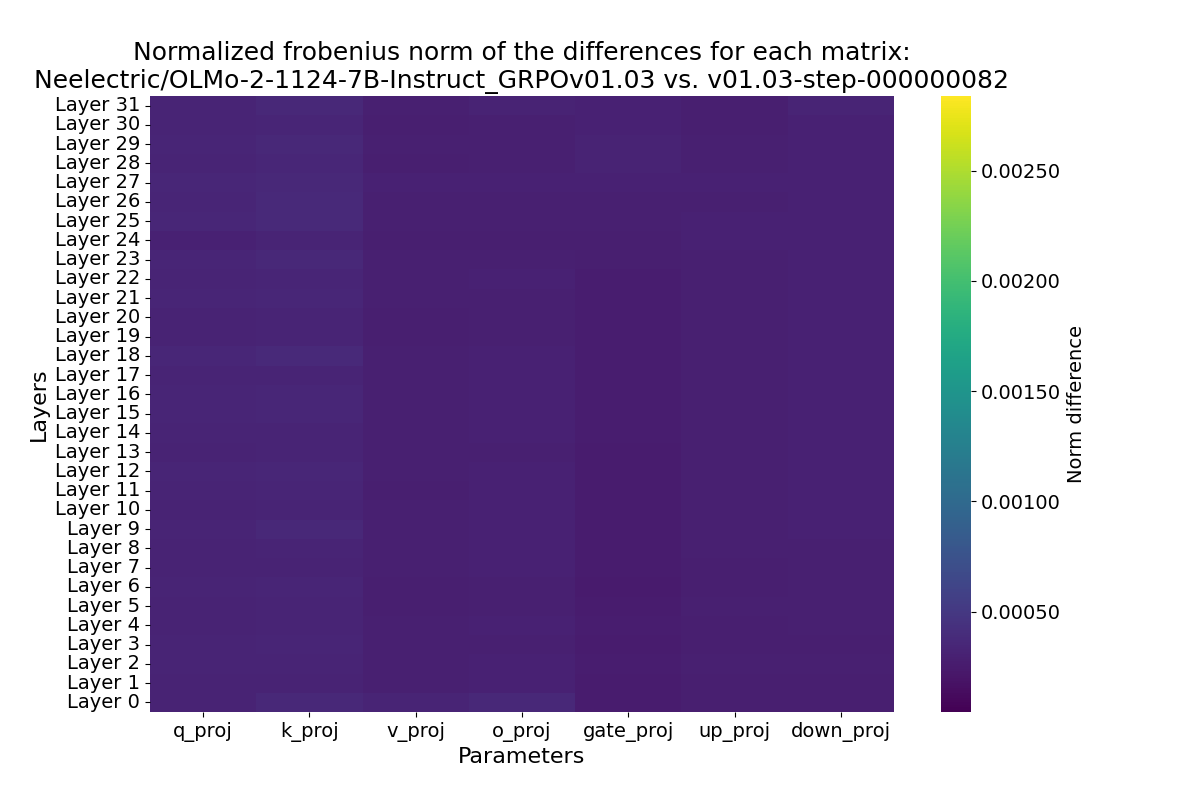 Normalized frobenius norm of the differences for each matrix:
Neelectric/OLMo-2-1124-7B-Instruct_GRPOv01.03 vs. v01.03-step-000000082
Layers
Layer 31
Layer 30
Layer 29
Layer 28
Layer 27
Layer 26
Layer 25
Layer 24
Layer 23
Layer 22
Layer 21
Layer 20
Layer 19
Layer 18
Layer 17
Layer 16
Layer 15
Layer 14
Layer 13
Layer 12
Layer 11
Layer 10
Layer 9
Layer 8
Layer 7
Layer 6
Layer 5
Layer 4
Layer 3
Layer 2
Layer 1
Layer 0
q_proj k_proj v_proj o_proj gate_proj up_proj down_proj
Parameters
0.00250
0.00200
0.00150
0.00100
0.00050
Norm difference